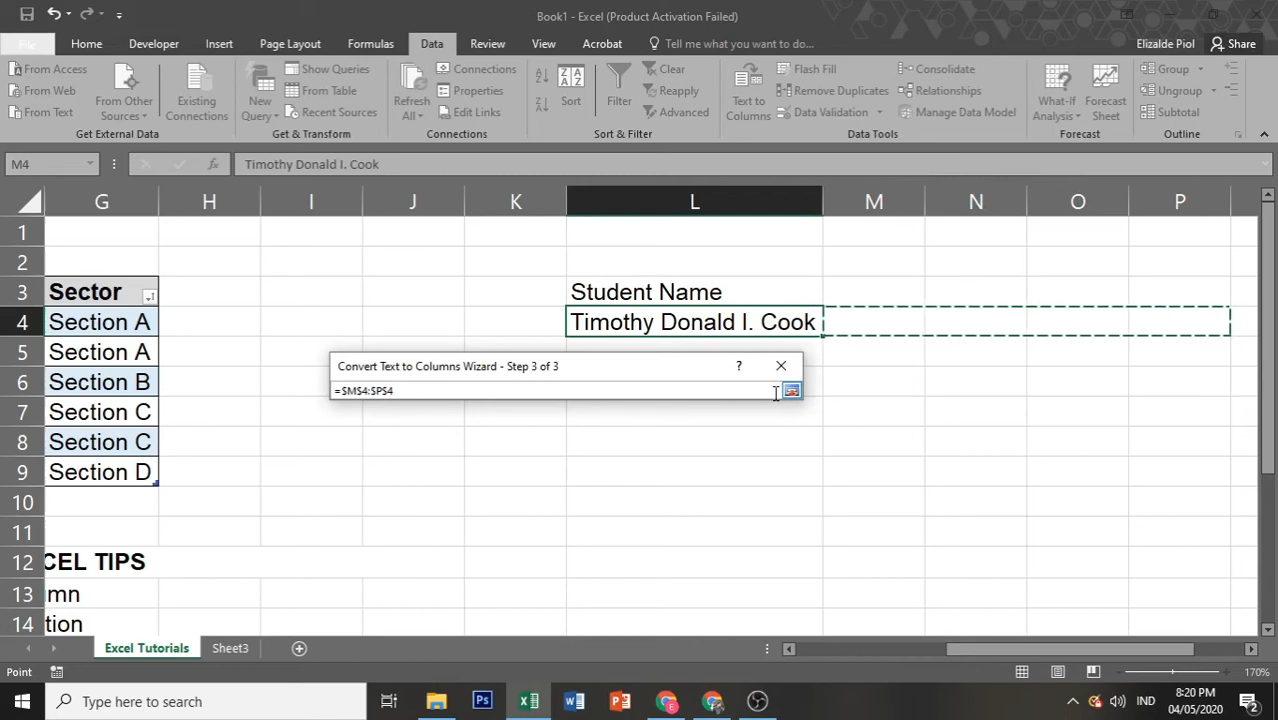 Book1 - Excel (Product Activation Failed)
File Home Developer Insert Page Layout Formulas Data Review View Acrobat Tell me what you want to do... Elizalde Piol Share
From Access
From Web
From Text
From Other Sources
Existing Connections
Get External Data
New Query
Show Queries
From Table
Recent Sources
Get & Transform
Refresh All
Connections
Properties
Edit Links
Connections
Sort
Filter
Clear
Reapply
Advanced
Sort & Filter
Text to Columns
Flash Fill
Remove Duplicates
Data Validation
Consolidate
Relationships
Manage Data Model
Data Tools
What-If Analysis
Forecast Sheet
Forecast
Group
Ungroup
Subtotal
Outline
M4 fx Timothy Donald I. Cook
G H I J K L M N O P
1
2
3 Sector Student Name
4 Section A Timothy Donald I. Cook
5 Section A
Convert Text to Columns Wizard - Step 3 of 3 ?
=$M$4:$P$4
6 Section B
7 Section C
8 Section C
9 Section D
10
11
12 CEL TIPS
13 mn
14 tion
Excel Tutorials Sheet3
Point 170%
Type here to search
IND
8:20 PM
04/05/2020
2